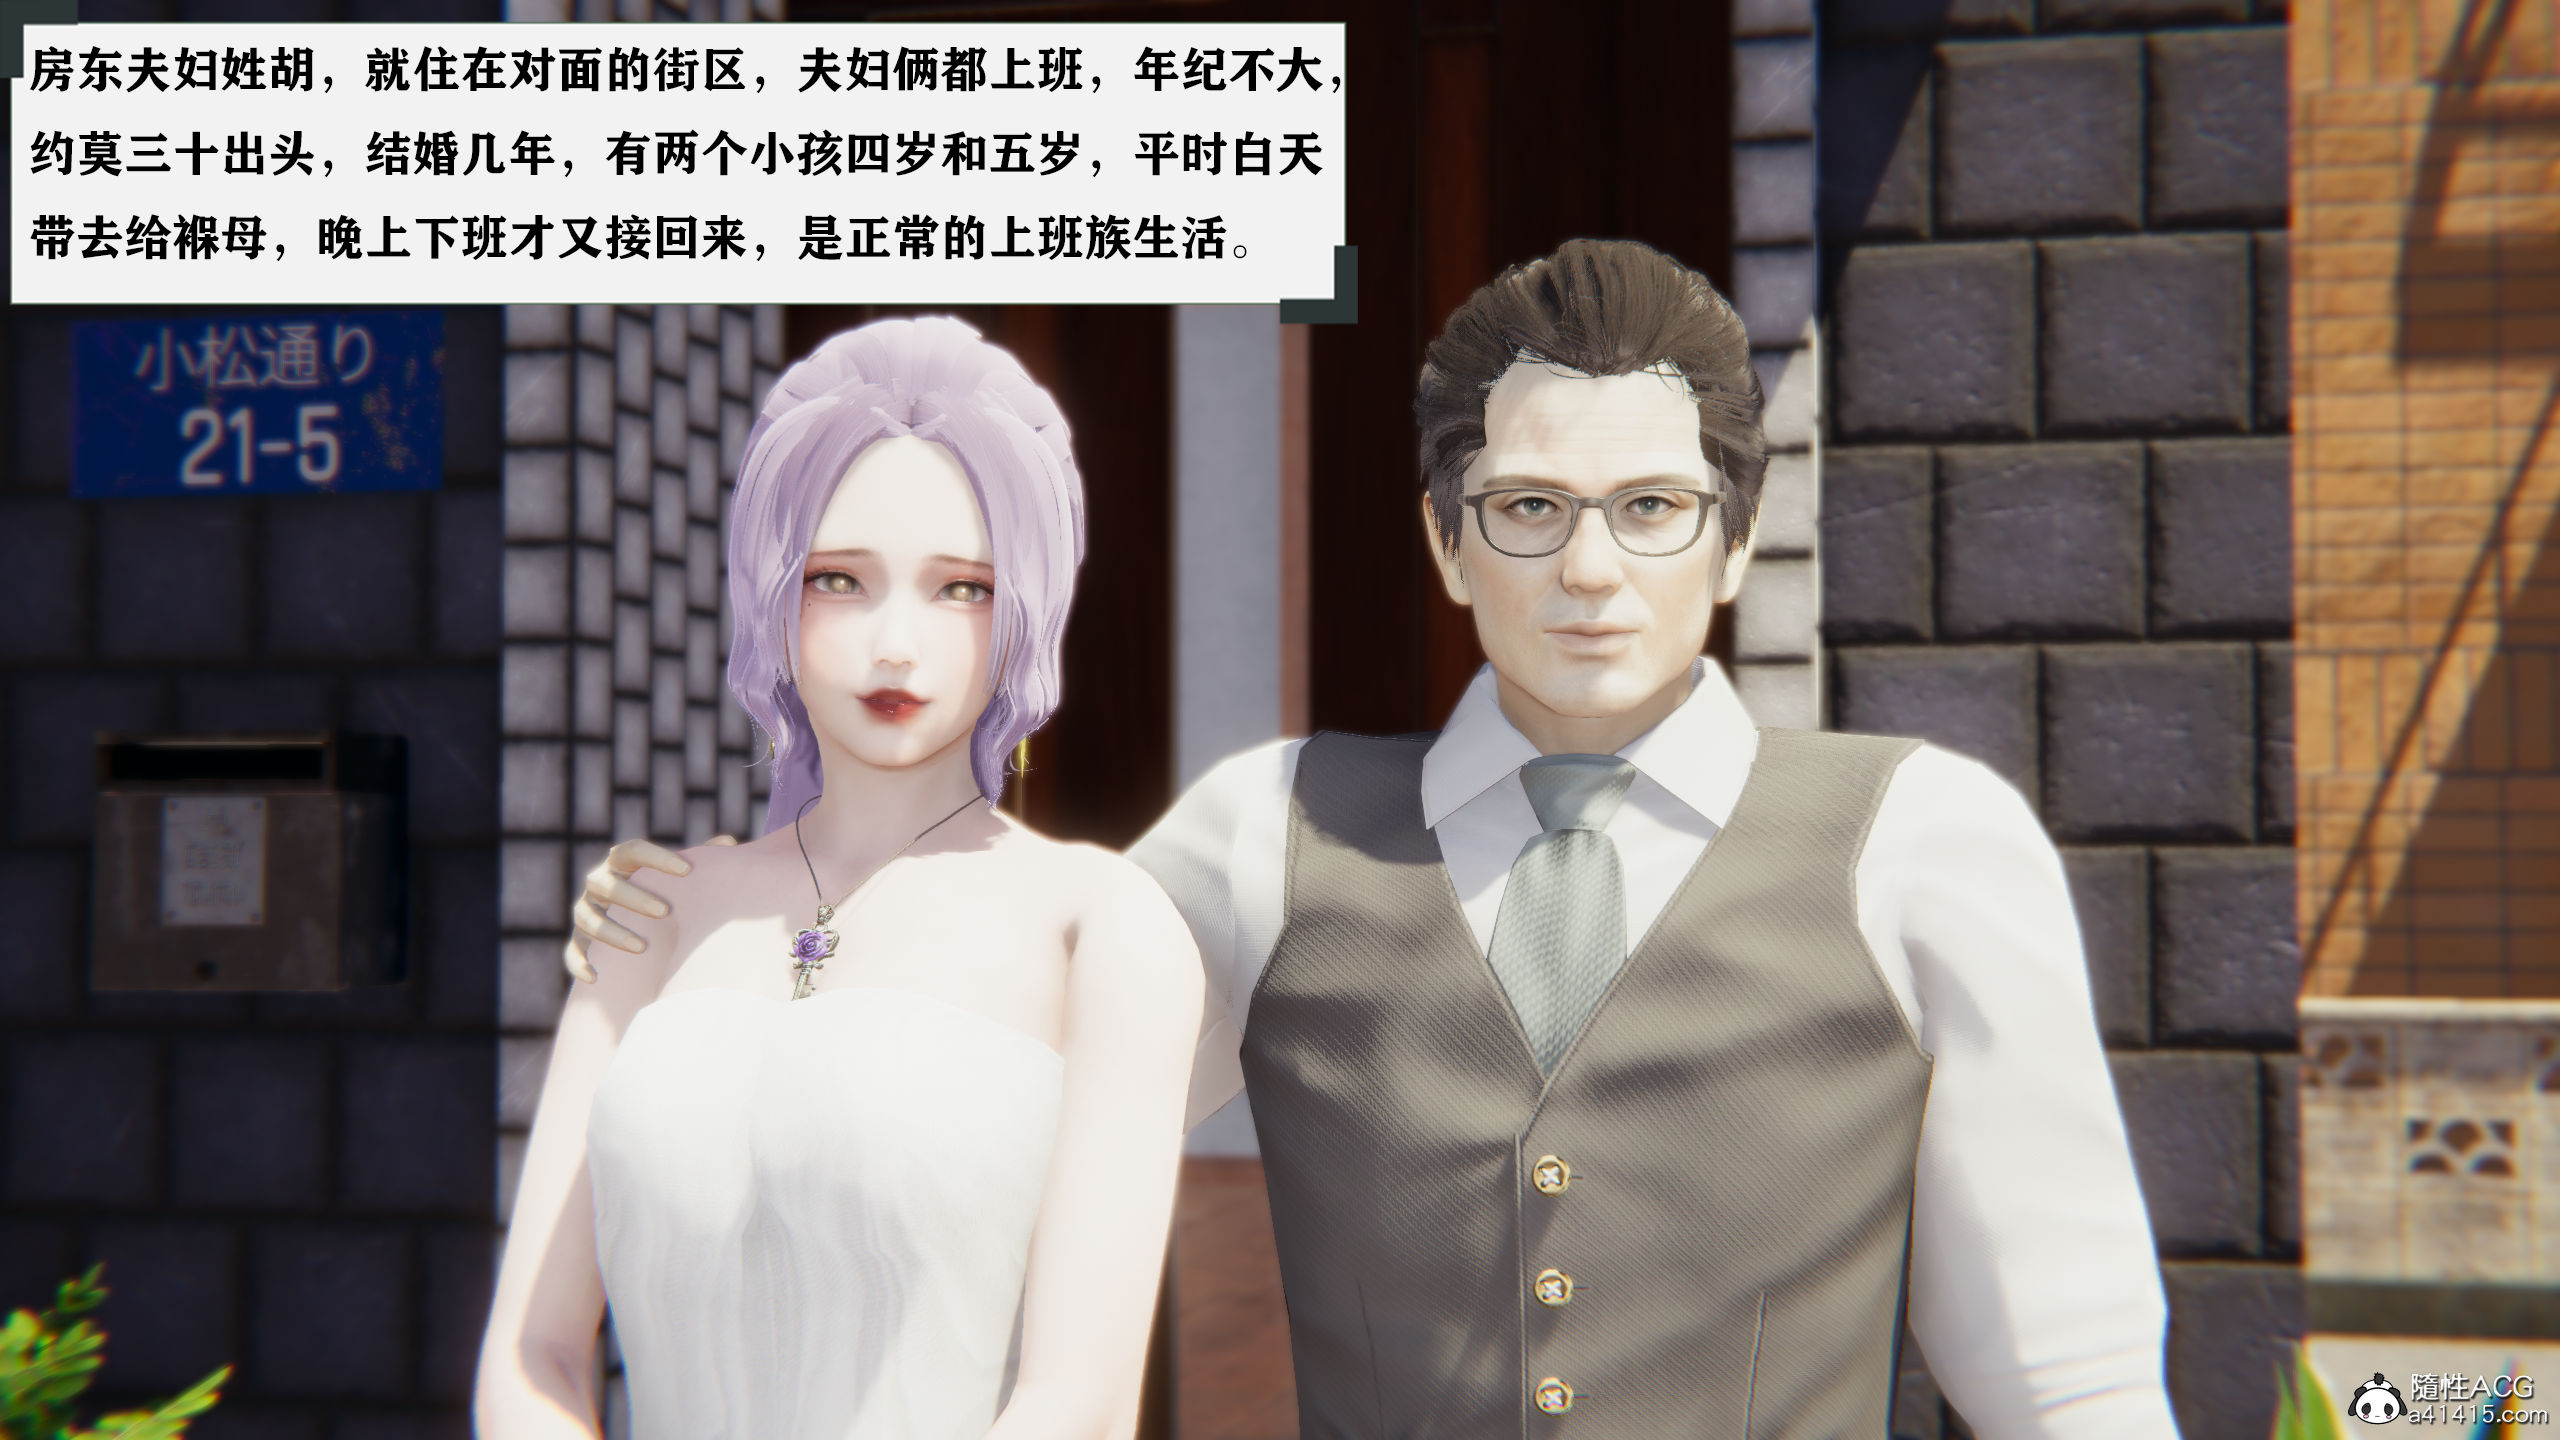 房东夫妇姓胡，就住在对面的街区，夫妇俩都上班，年纪不大，
约莫三十出头，结婚几年，有两个小孩四岁和五岁，平时白天
带去给褓母，晚上下班才又接回来，是正常的上班族生活。
小松通り
21-5
隨性ACG
a41415.com